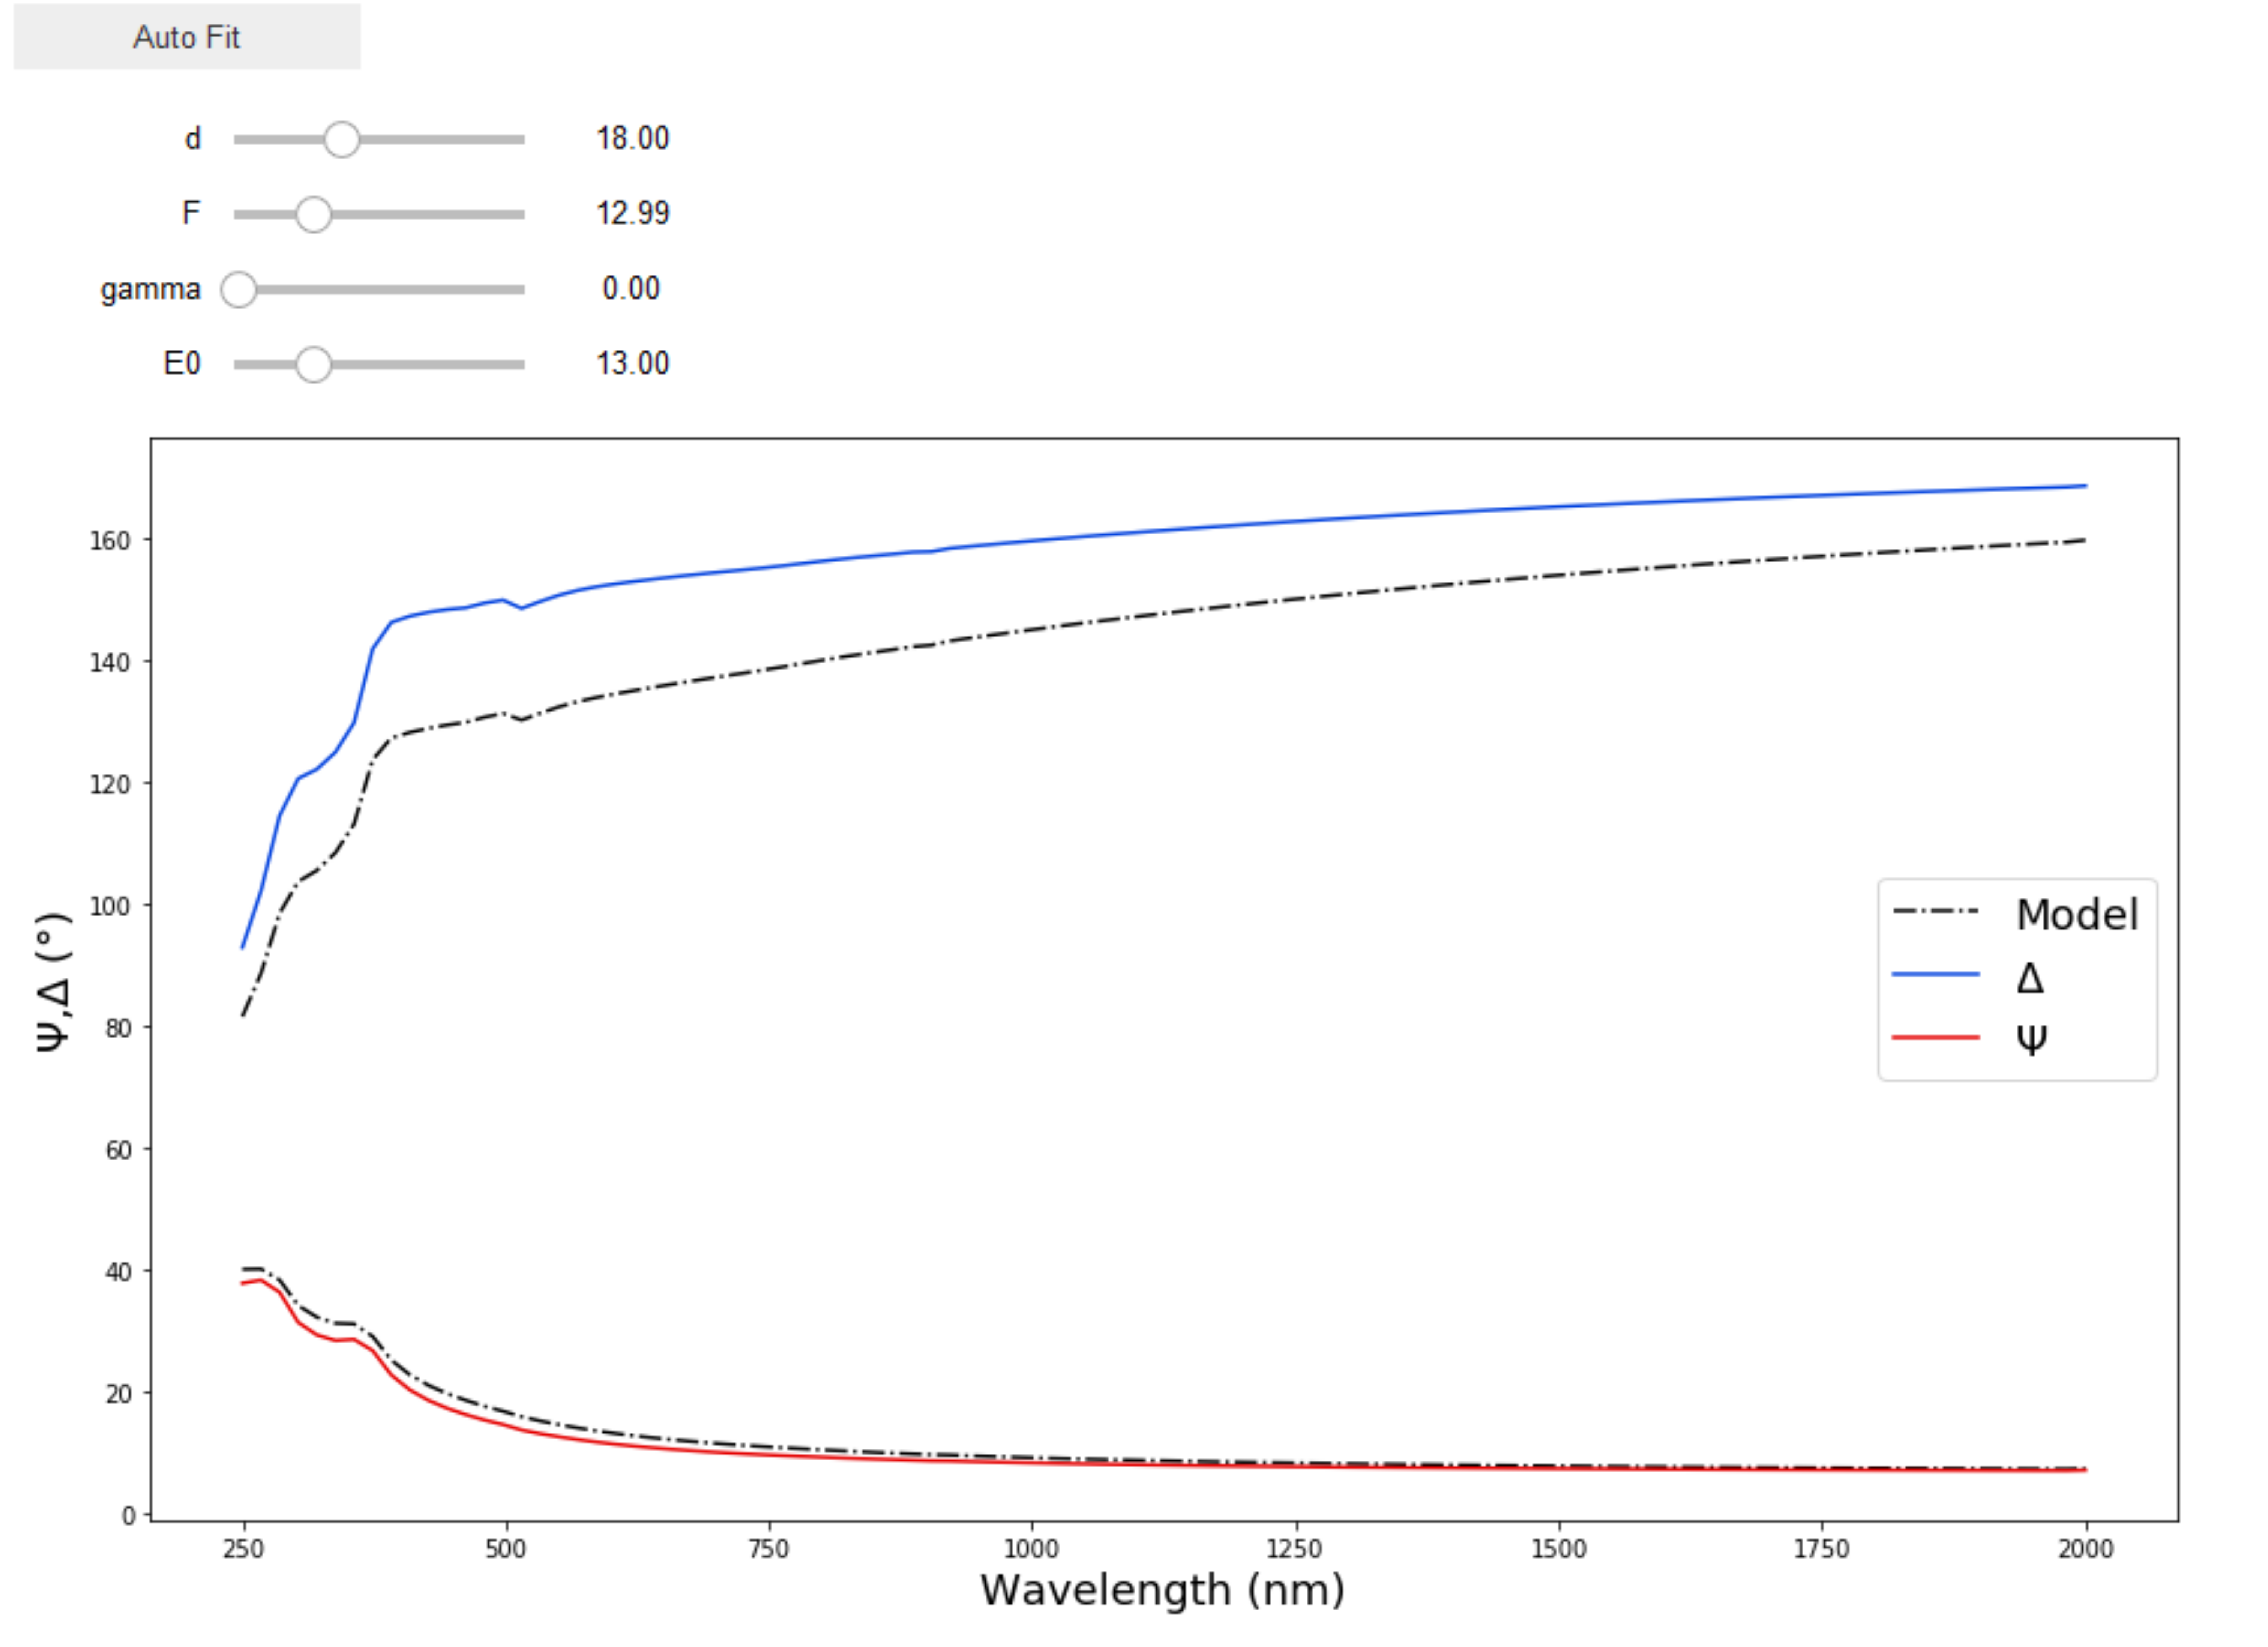 Auto Fit
d 18.00
F 12.99
gamma 0.00
E0 13.00
160
140
120
100
80
60
40
20
0
Ψ,Δ (°)
Model
Δ
Ψ
250 500 750 1000 1250 1500 1750 2000
Wavelength (nm)